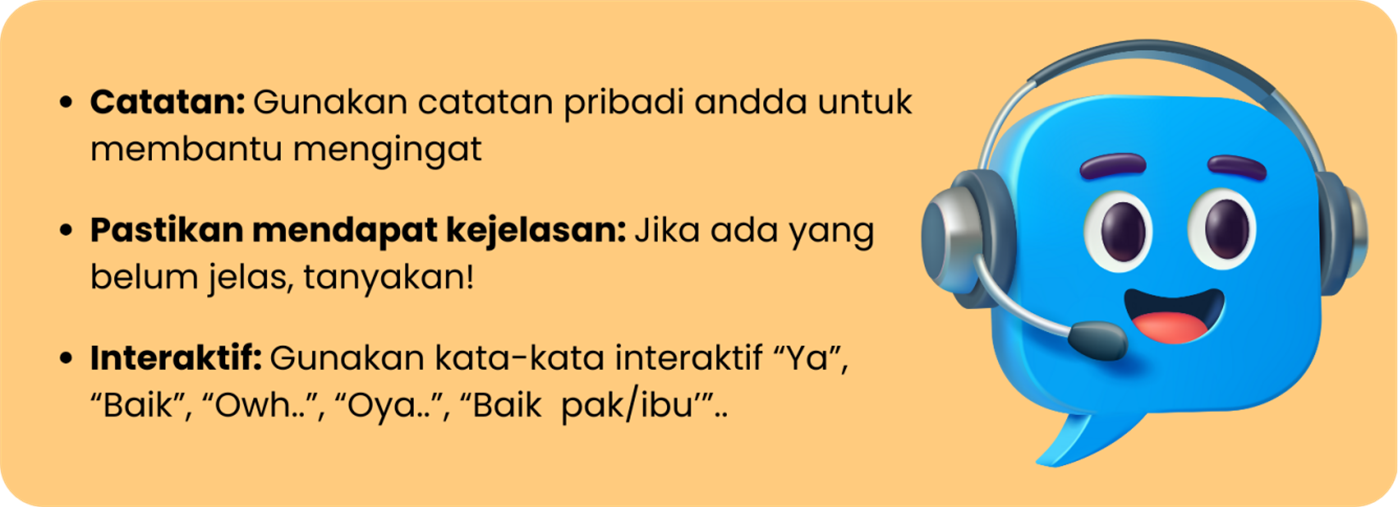 • Catatan: Gunakan catatan pribadi andda untuk
membantu mengingat
• Pastikan mendapat kejelasan: Jika ada yang
belum jelas, tanyakan!
• Interaktif: Gunakan kata-kata interaktif “Ya”,
“Baik”, “Owh..”, “Oya..”, “Baik  pak/ibu’”..